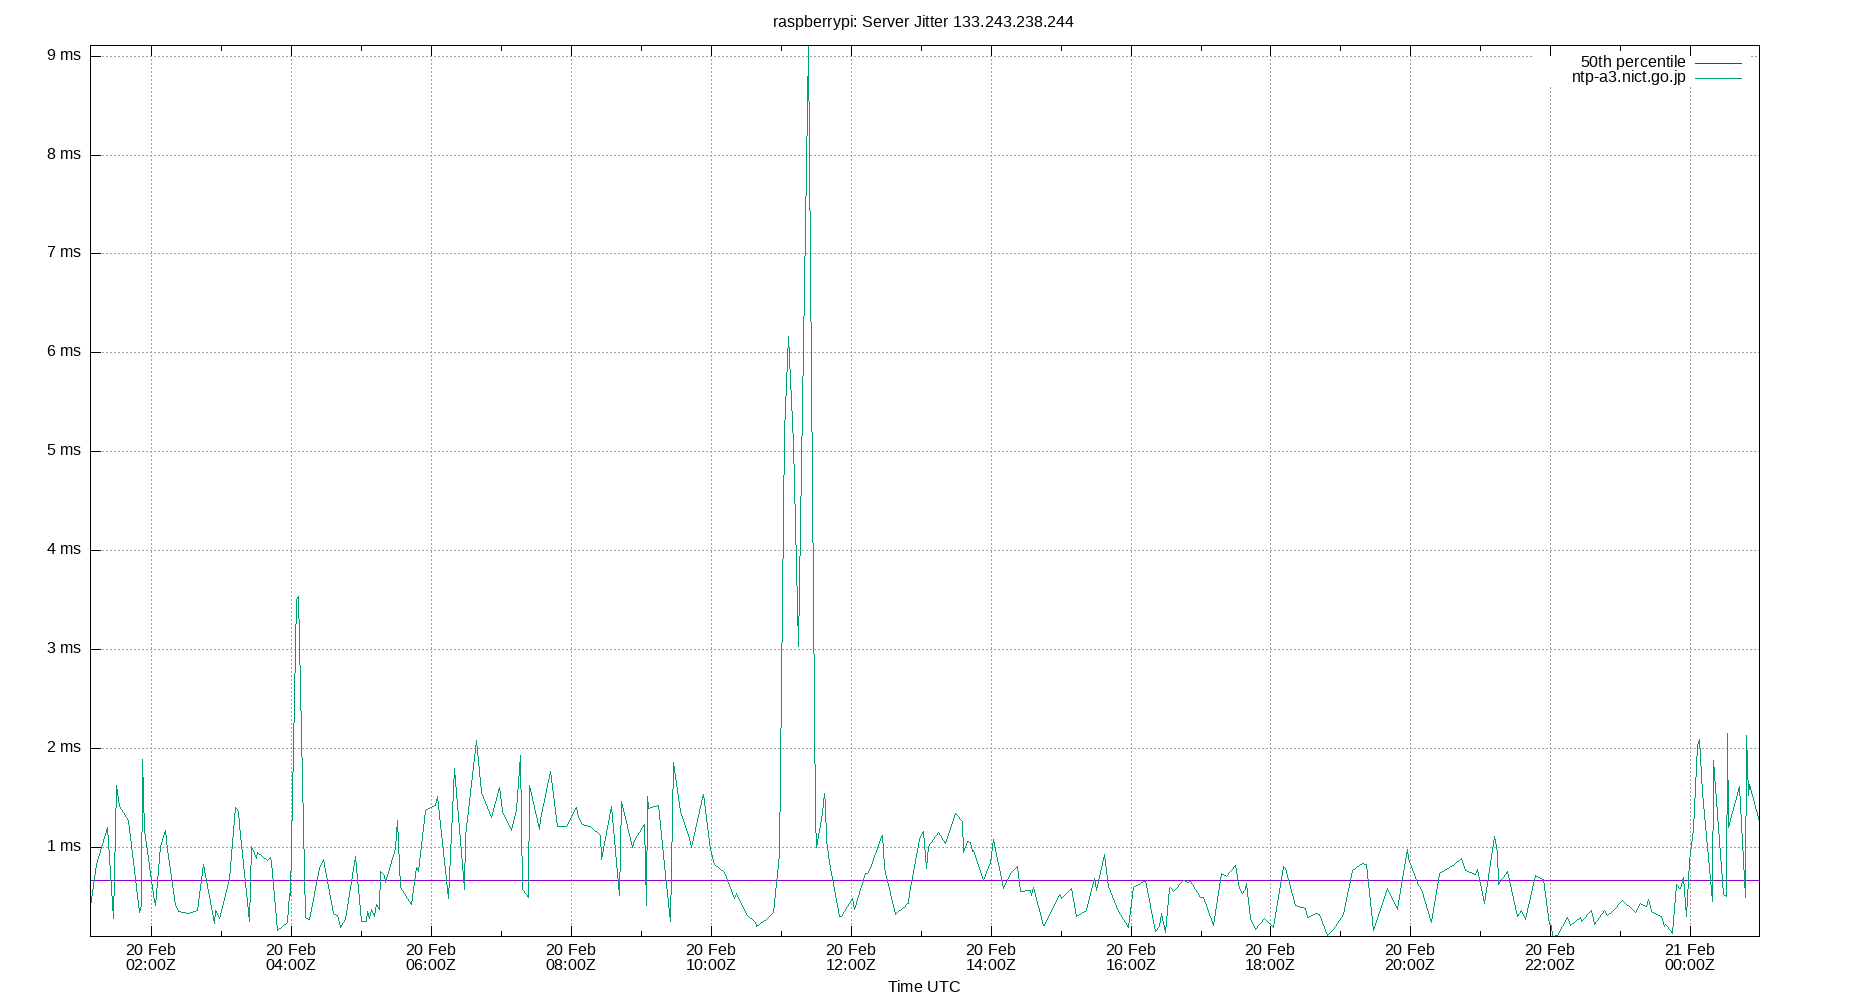 raspberrypi: Server Jitter 133.243.238.244
9 ms
8 ms
7 ms
6 ms
5 ms
4 ms
3 ms
2 ms
1 ms
50th percentile
ntp-a3.nict.go.jp
20 Feb 20 Feb 20 Feb 20 Feb 20 Feb 20 Feb 20 Feb 20 Feb 20 Feb 20 Feb 20 Feb 21 Feb
02:00Z 04:00Z 06:00Z 08:00Z 10:00Z 12:00Z 14:00Z 16:00Z 18:00Z 20:00Z 22:00Z 00:00Z
Time UTC